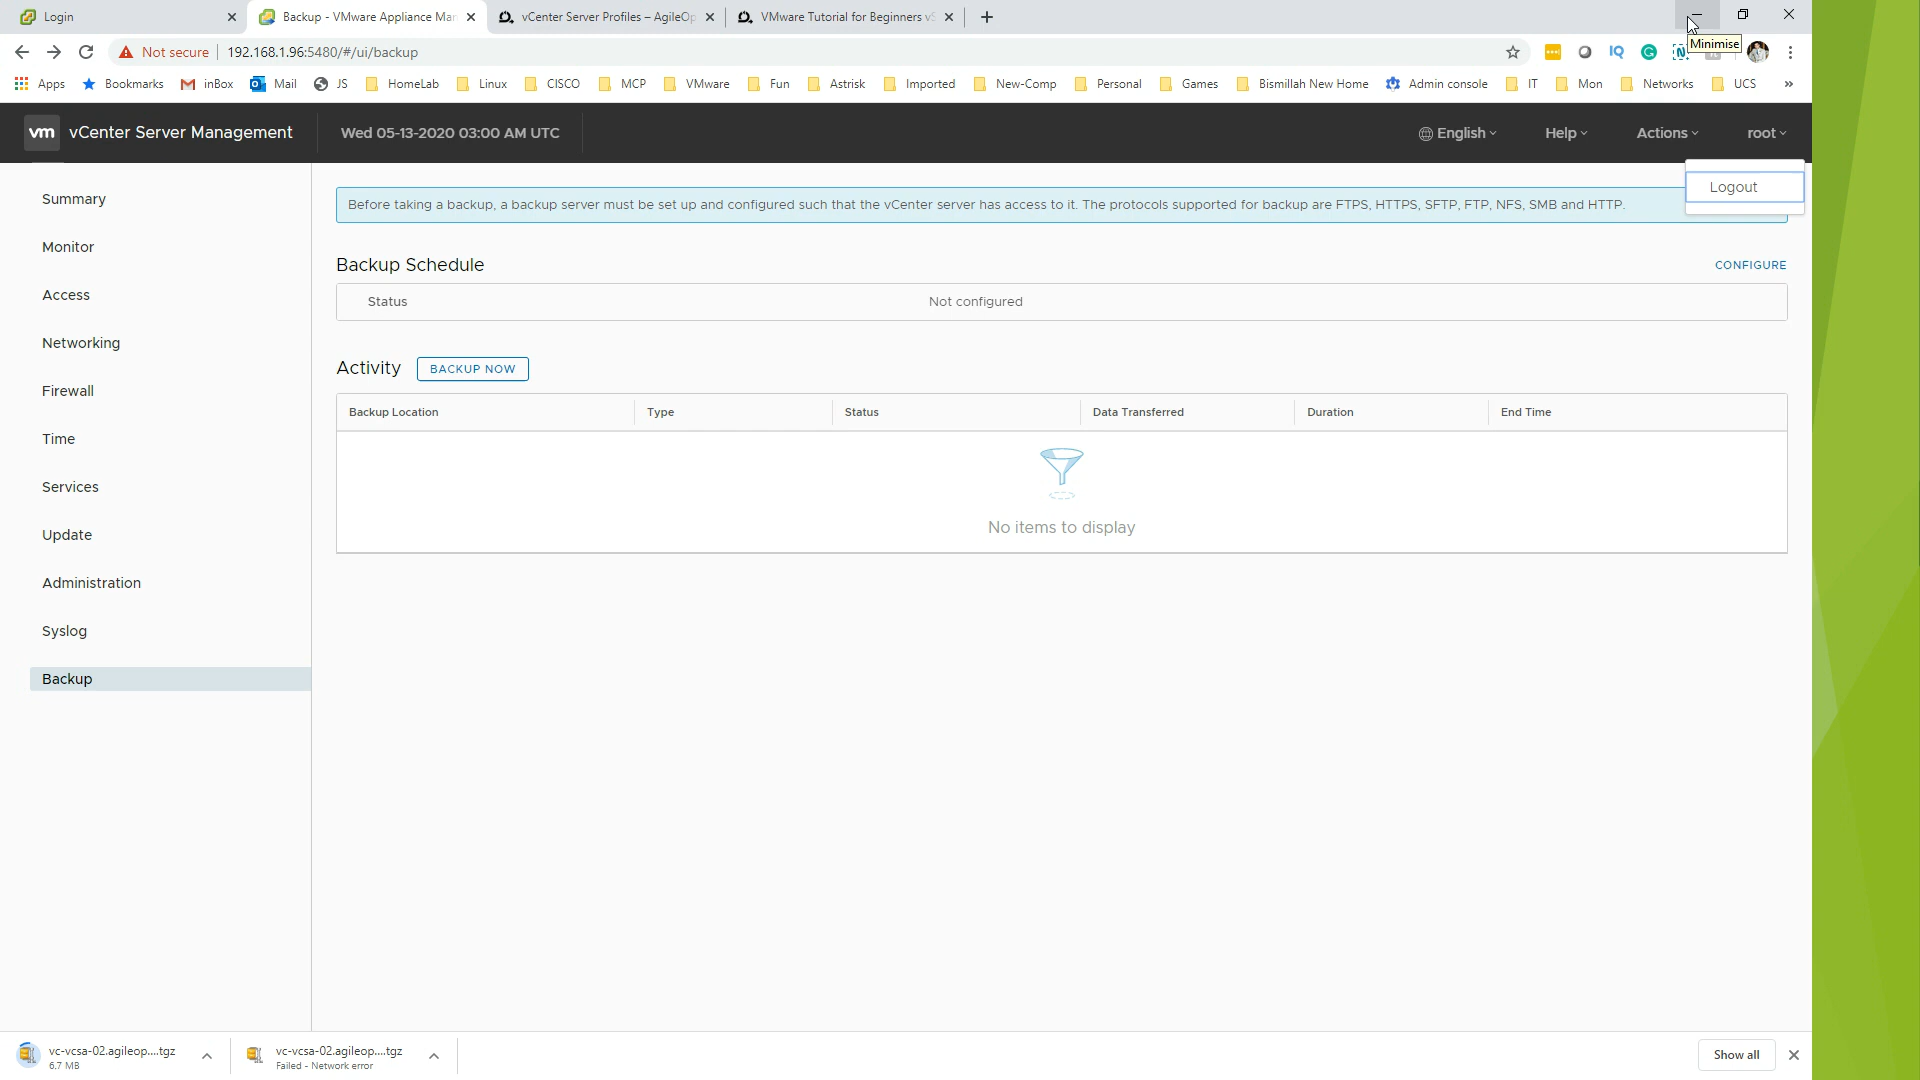 Login
Backup - VMware Appliance Mar
vCenter Server Profiles – AgileOp
VMware Tutorial for Beginners vS
Not secure
192.168.1.96:5480/#/ui/backup
IQ
Minimise
Apps
Bookmarks
inBox
Mail
JS
HomeLab
Linux
CISCO
MCP
VMware
Fun
Astrisk
Imported
New-Comp
Personal
Games
Bismillah New Home
Admin console
IT
Mon
Networks
UCS
»
vm
vCenter Server Management
Wed 05-13-2020 03:00 AM UTC
English
Help
Actions
root
Logout
Summary
Monitor
Access
Networking
Firewall
Time
Services
Update
Administration
Syslog
Backup
Before taking a backup, a backup server must be set up and configured such that the vCenter server has access to it. The protocols supported for backup are FTPS, HTTPS, SFTP, FTP, NFS, SMB and HTTP.
Backup Schedule
CONFIGURE
Status
Not configured
Activity
BACKUP NOW
Backup Location
Type
Status
Data Transferred
Duration
End Time
No items to display
vc-vcsa-02.agileop....tgz
6.7 MB
vc-vcsa-02.agileop....tgz
Failed - Network error
Show all